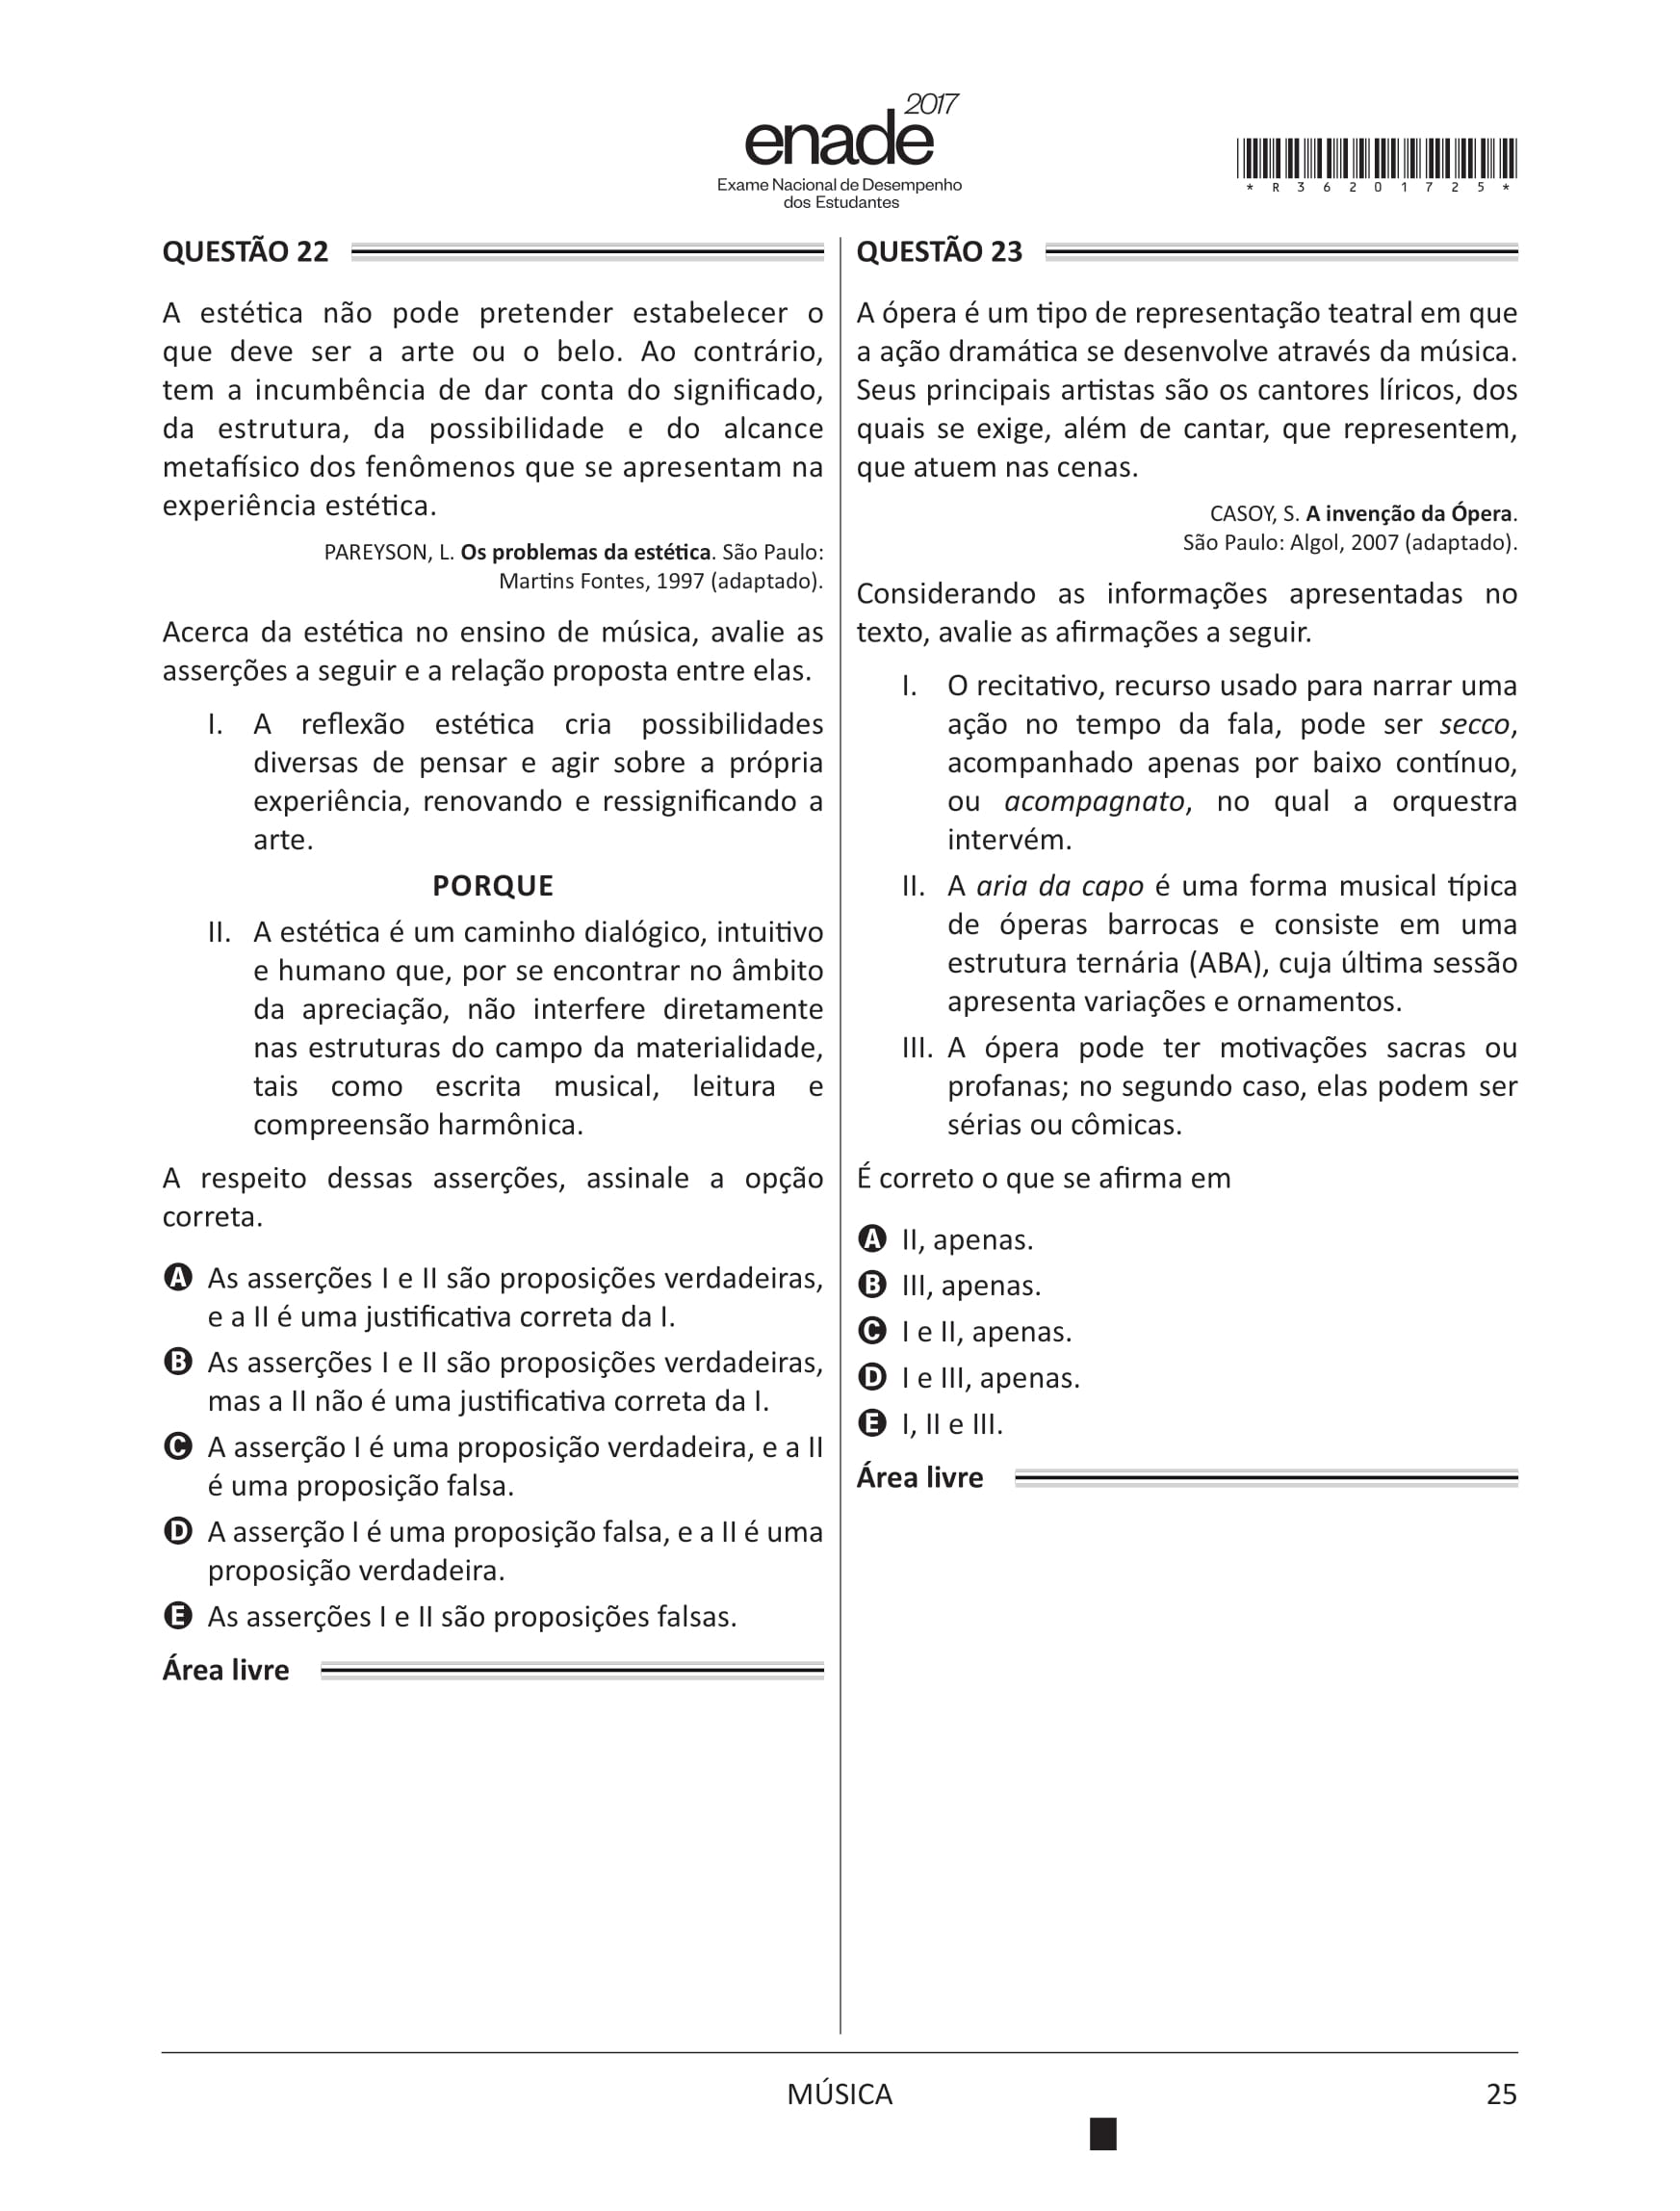 2017
enade
Exame Nacional de Desempenho
dos Estudantes
* R 3 6 2 0 1 7 2 5 *
QUESTÃO 22
A estética não pode pretender estabelecer o
que deve ser a arte ou o belo. Ao contrário,
tem a incumbência de dar conta do significado,
da estrutura, da possibilidade e do alcance
metafísico dos fenômenos que se apresentam na
experiência estética.
PAREYSON, L. Os problemas da estética. São Paulo:
Martins Fontes, 1997 (adaptado).
Acerca da estética no ensino de música, avalie as
asserções a seguir e a relação proposta entre elas.
I. A reflexão estética cria possibilidades
diversas de pensar e agir sobre a própria
experiência, renovando e ressignificando a
arte.
PORQUE
II. A estética é um caminho dialógico, intuitivo
e humano que, por se encontrar no âmbito
da apreciação, não interfere diretamente
nas estruturas do campo da materialidade,
tais como escrita musical, leitura e
compreensão harmônica.
A respeito dessas asserções, assinale a opção
correta.
A As asserções I e II são proposições verdadeiras,
e a II é uma justificativa correta da I.
B As asserções I e II são proposições verdadeiras,
mas a II não é uma justificativa correta da I.
C A asserção I é uma proposição verdadeira, e a II
é uma proposição falsa.
D A asserção I é uma proposição falsa, e a II é uma
proposição verdadeira.
E As asserções I e II são proposições falsas.
Área livre
QUESTÃO 23
A ópera é um tipo de representação teatral em que
a ação dramática se desenvolve através da música.
Seus principais artistas são os cantores líricos, dos
quais se exige, além de cantar, que representem,
que atuem nas cenas.
CASOY, S. A invenção da Ópera.
São Paulo: Algol, 2007 (adaptado).
Considerando as informações apresentadas no
texto, avalie as afirmações a seguir.
I. O recitativo, recurso usado para narrar uma
ação no tempo da fala, pode ser secco,
acompanhado apenas por baixo contínuo,
ou acompagnato, no qual a orquestra
intervém.
II. A aria da capo é uma forma musical típica
de óperas barrocas e consiste em uma
estrutura ternária (ABA), cuja última sessão
apresenta variações e ornamentos.
III. A ópera pode ter motivações sacras ou
profanas; no segundo caso, elas podem ser
sérias ou cômicas.
É correto o que se afirma em
A II, apenas.
B III, apenas.
C I e II, apenas.
D I e III, apenas.
E I, II e III.
Área livre
MÚSICA
25